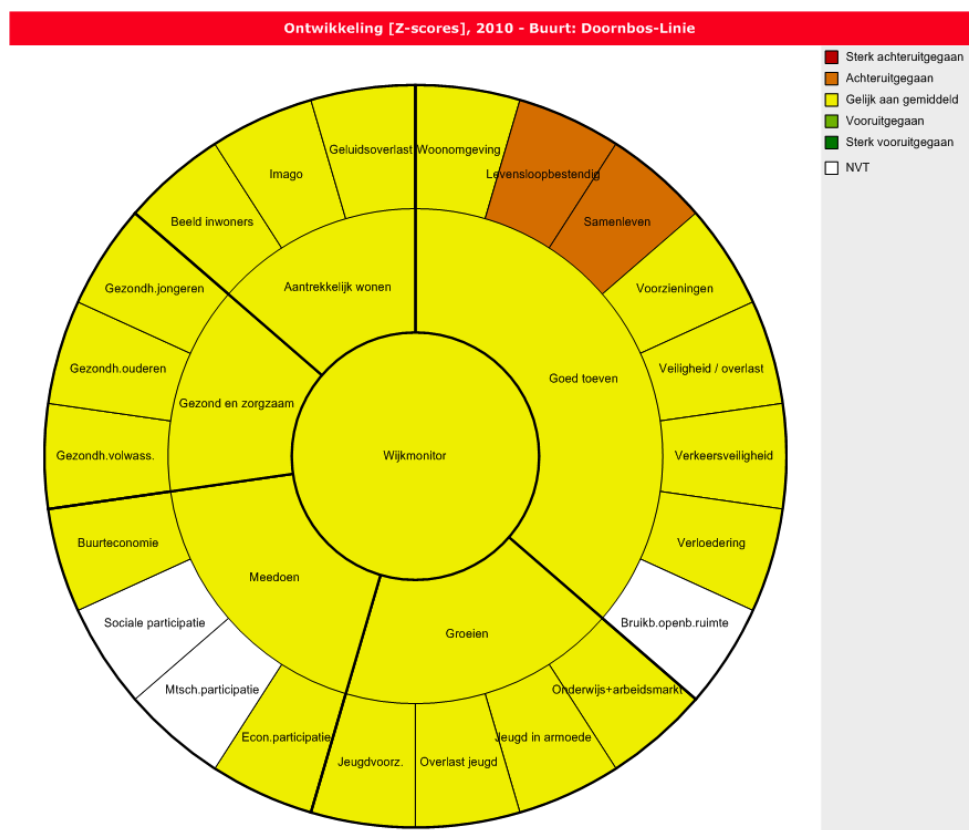 Ontwikkeling [Z-scores], 2010 - Buurt: Doornbos-Linie
Sterk achteruitgegaan
Achteruitgegaan
Gelijk aan gemiddeld
Vooruitgegaan
Sterk vooruitgegaan
NVT
Geluidsoverlast
Woonomgeving
Imago
Levensloopbestendig
Beeld inwoners
Samenleven
Gezondh.jongeren
Aantrekkelijk wonen
Voorzieningen
Gezondh.ouderen
Veiligheid / overlast
Goed toeven
Gezond en zorgzaam
Gezondh.volwass.
Wijkmonitor
Verkeersveiligheid
Buurteconomie
Verloedering
Meedoen
Sociale participatie
Groeien
Bruikb.openb.ruimte
Mtsch.participatie
Onderwijs+arbeidsmarkt
Econ.participatie
Jeugd in armoede
Jeugdvoorz.
Overlast jeugd